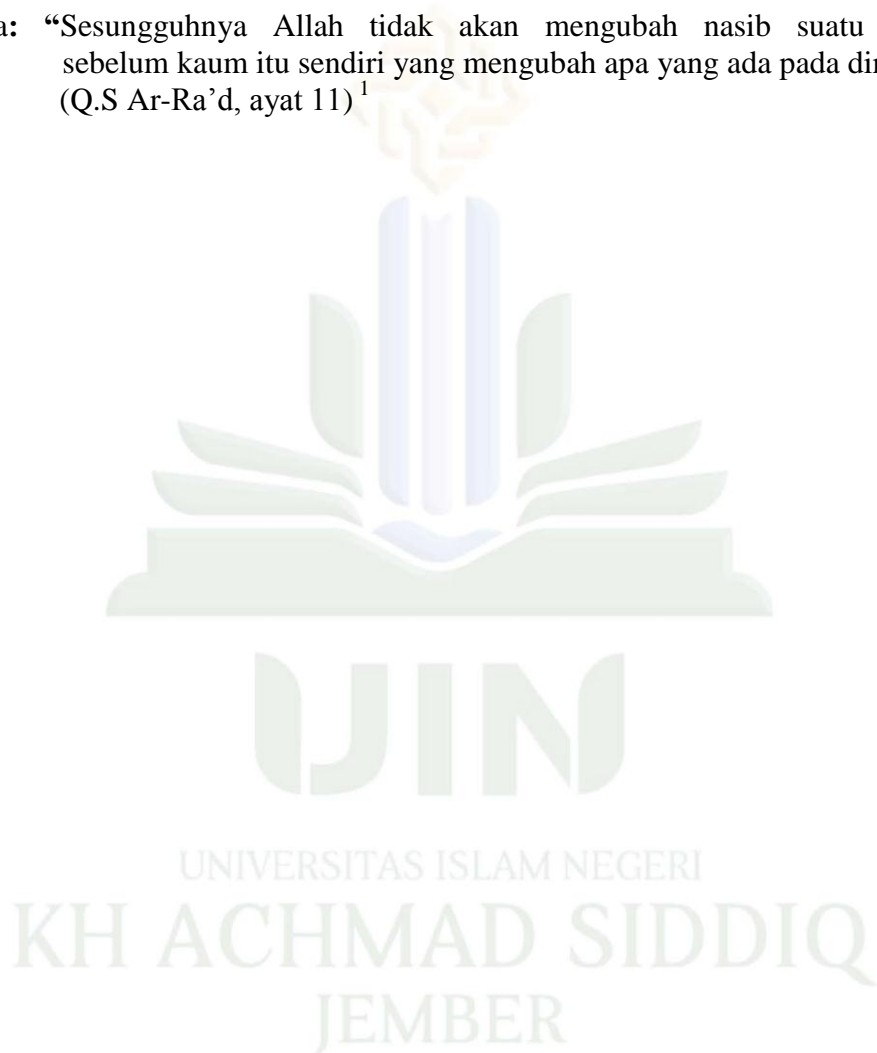 a: “Sesungguhnya Allah tidak akan mengubah nasib suatu
sebelum kaum itu sendiri yang mengubah apa yang ada pada
(Q.S Ar-Ra’d, ayat 11) 1
UIN
UNIVERSITAS ISLAM NEGERI
KH ACHMAD SIDDIQ
JEMBER